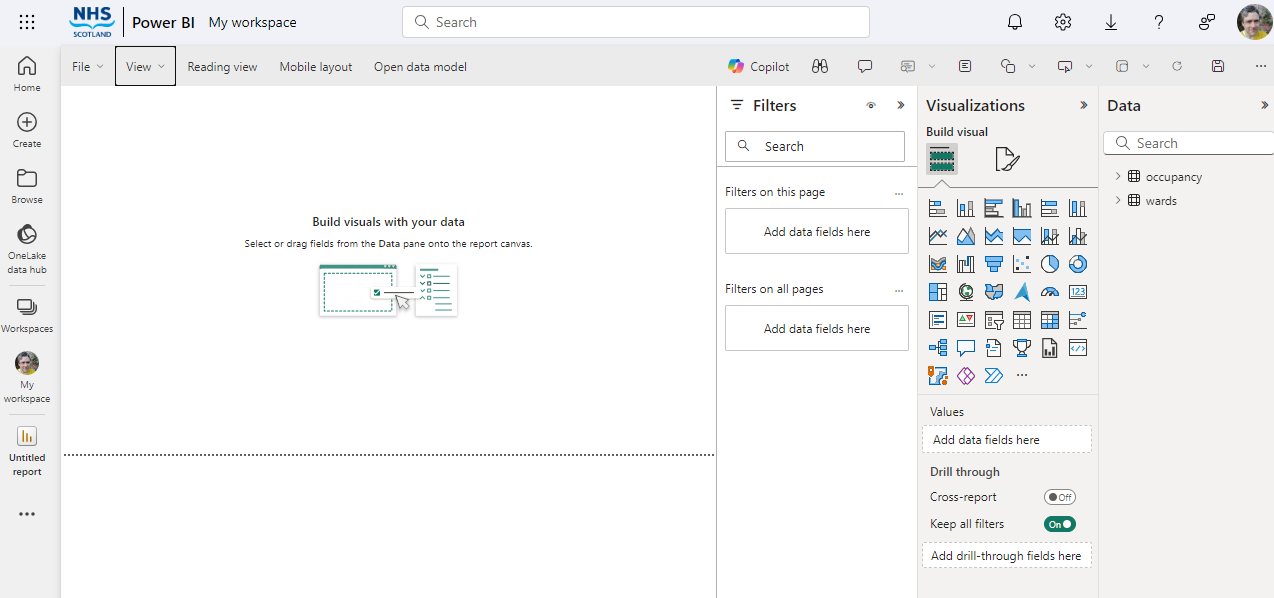 NHS
SCOTLAND
Power BI My workspace
Search
?
File View Reading view Mobile layout Open data model
Copilot
Home
Create
Browse
OneLake
data hub
Workspaces
My
workspace
Untitled
report
Build visuals with your data
Select or drag fields from the Data pane onto the report canvas.
Filters
Search
Filters on this page
Add data fields here
Filters on all pages
Add data fields here
Visualizations
Build visual
123
Values
Add data fields here
Drill through
Cross-report Off
Keep all filters On
Add drill-through fields here
Data
Search
occupancy
wards